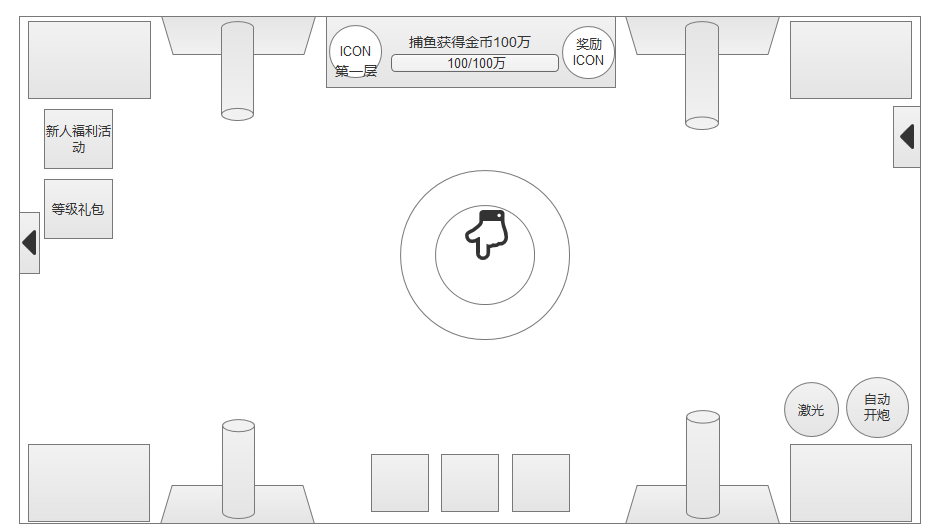 ICON
第一层
捕鱼获得金币100万
100/100万
奖励
ICON
新人福利活
动
等级礼包
激光
自动
开炮